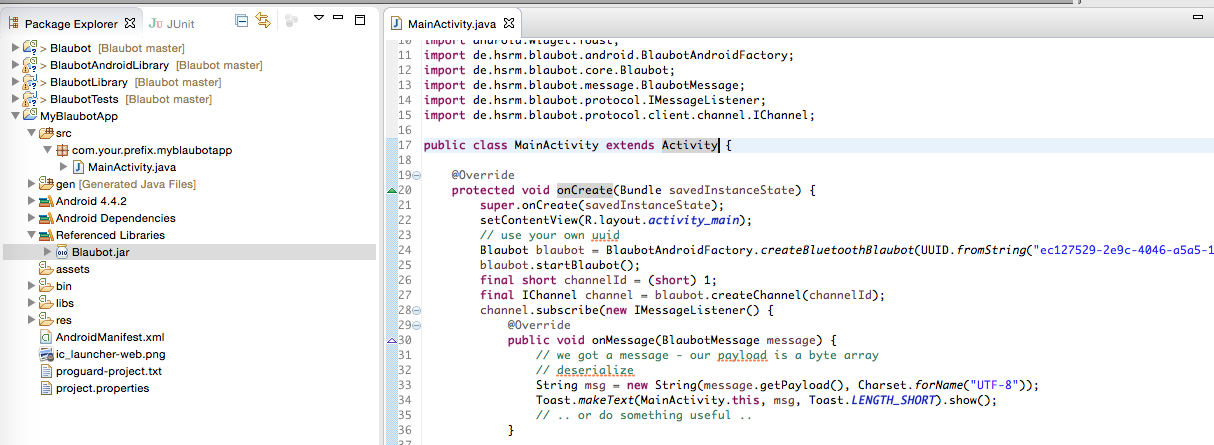 Package Explorer
JUnit
> Blaubot [Blaubot master]
> BlaubotAndroidLibrary [Blaubot master]
> BlaubotLibrary [Blaubot master]
> BlaubotTests [Blaubot master]
MyBlaubotApp
src
com.your.prefix.myblaubotapp
MainActivity.java
gen [Generated Java Files]
Android 4.4.2
Android Dependencies
Referenced Libraries
Blaubot.jar
assets
bin
libs
res
AndroidManifest.xml
ic_launcher-web.png
proguard-project.txt
project.properties
MainActivity.java
10 import android.widget.Toast;
11 import de.hsrm.blaubot.android.BlaubotAndroidFactory;
12 import de.hsrm.blaubot.core.Blaubot;
13 import de.hsrm.blaubot.message.BlaubotMessage;
14 import de.hsrm.blaubot.protocol.IMessageListener;
15 import de.hsrm.blaubot.protocol.client.channel.IChannel;
16
17 public class MainActivity extends Activity {
18
19 @Override
20 protected void onCreate(Bundle savedInstanceState) {
21 super.onCreate(savedInstanceState);
22 setContentView(R.layout.activity_main);
23 // use your own uuid
24 Blaubot blaubot = BlaubotAndroidFactory.createBluetoothBlaubot(UUID.fromString("ec127529-2e9c-4046-a5a5-1
25 blaubot.startBlaubot();
26 final short channelId = (short) 1;
27 final IChannel channel = blaubot.createChannel(channelId);
28 channel.subscribe(new IMessageListener() {
29 @Override
30 public void onMessage(BlaubotMessage message) {
31 // we got a message - our payload is a byte array
32 // deserialize
33 String msg = new String(message.getPayload(), Charset.forName("UTF-8"));
34 Toast.makeText(MainActivity.this, msg, Toast.LENGTH_SHORT).show();
35 // .. or do something useful ..
36 }
37